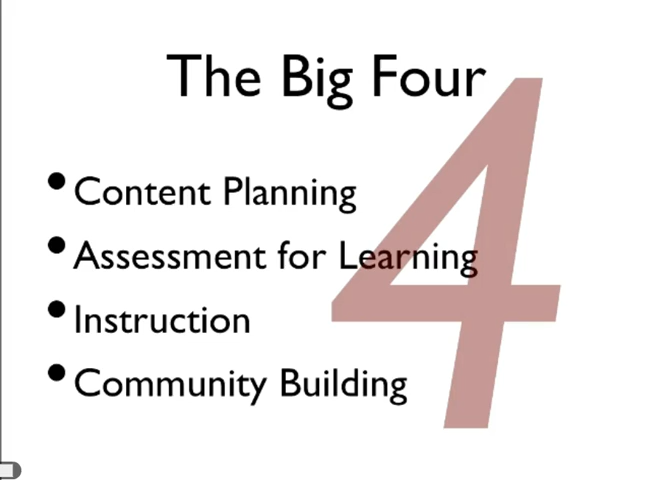 The Big Four
4
• Content Planning
• Assessment for Learning
• Instruction
• Community Building